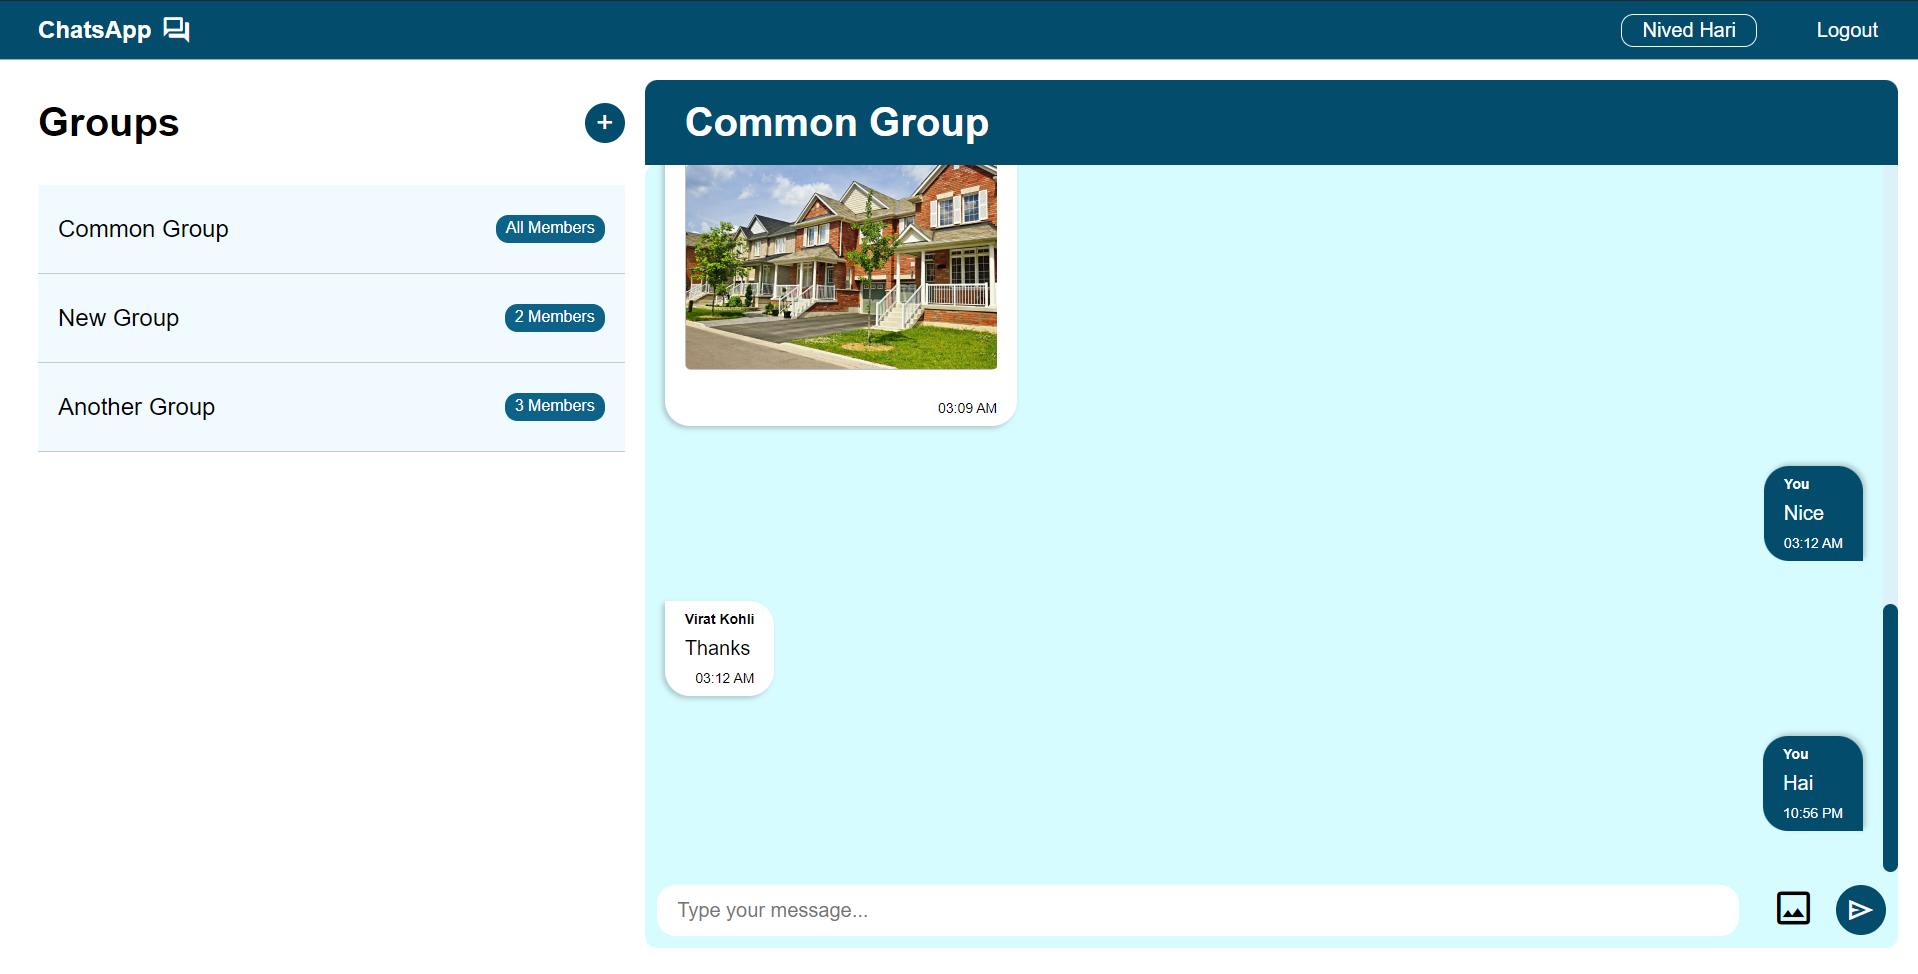 ChatsApp
Nived Hari
Logout
Groups
+
Common Group
All Members
New Group
2 Members
Another Group
3 Members
Common Group
03:09 AM
You
Nice
03:12 AM
Virat Kohli
Thanks
03:12 AM
You
Hai
10:56 PM
Type your message...